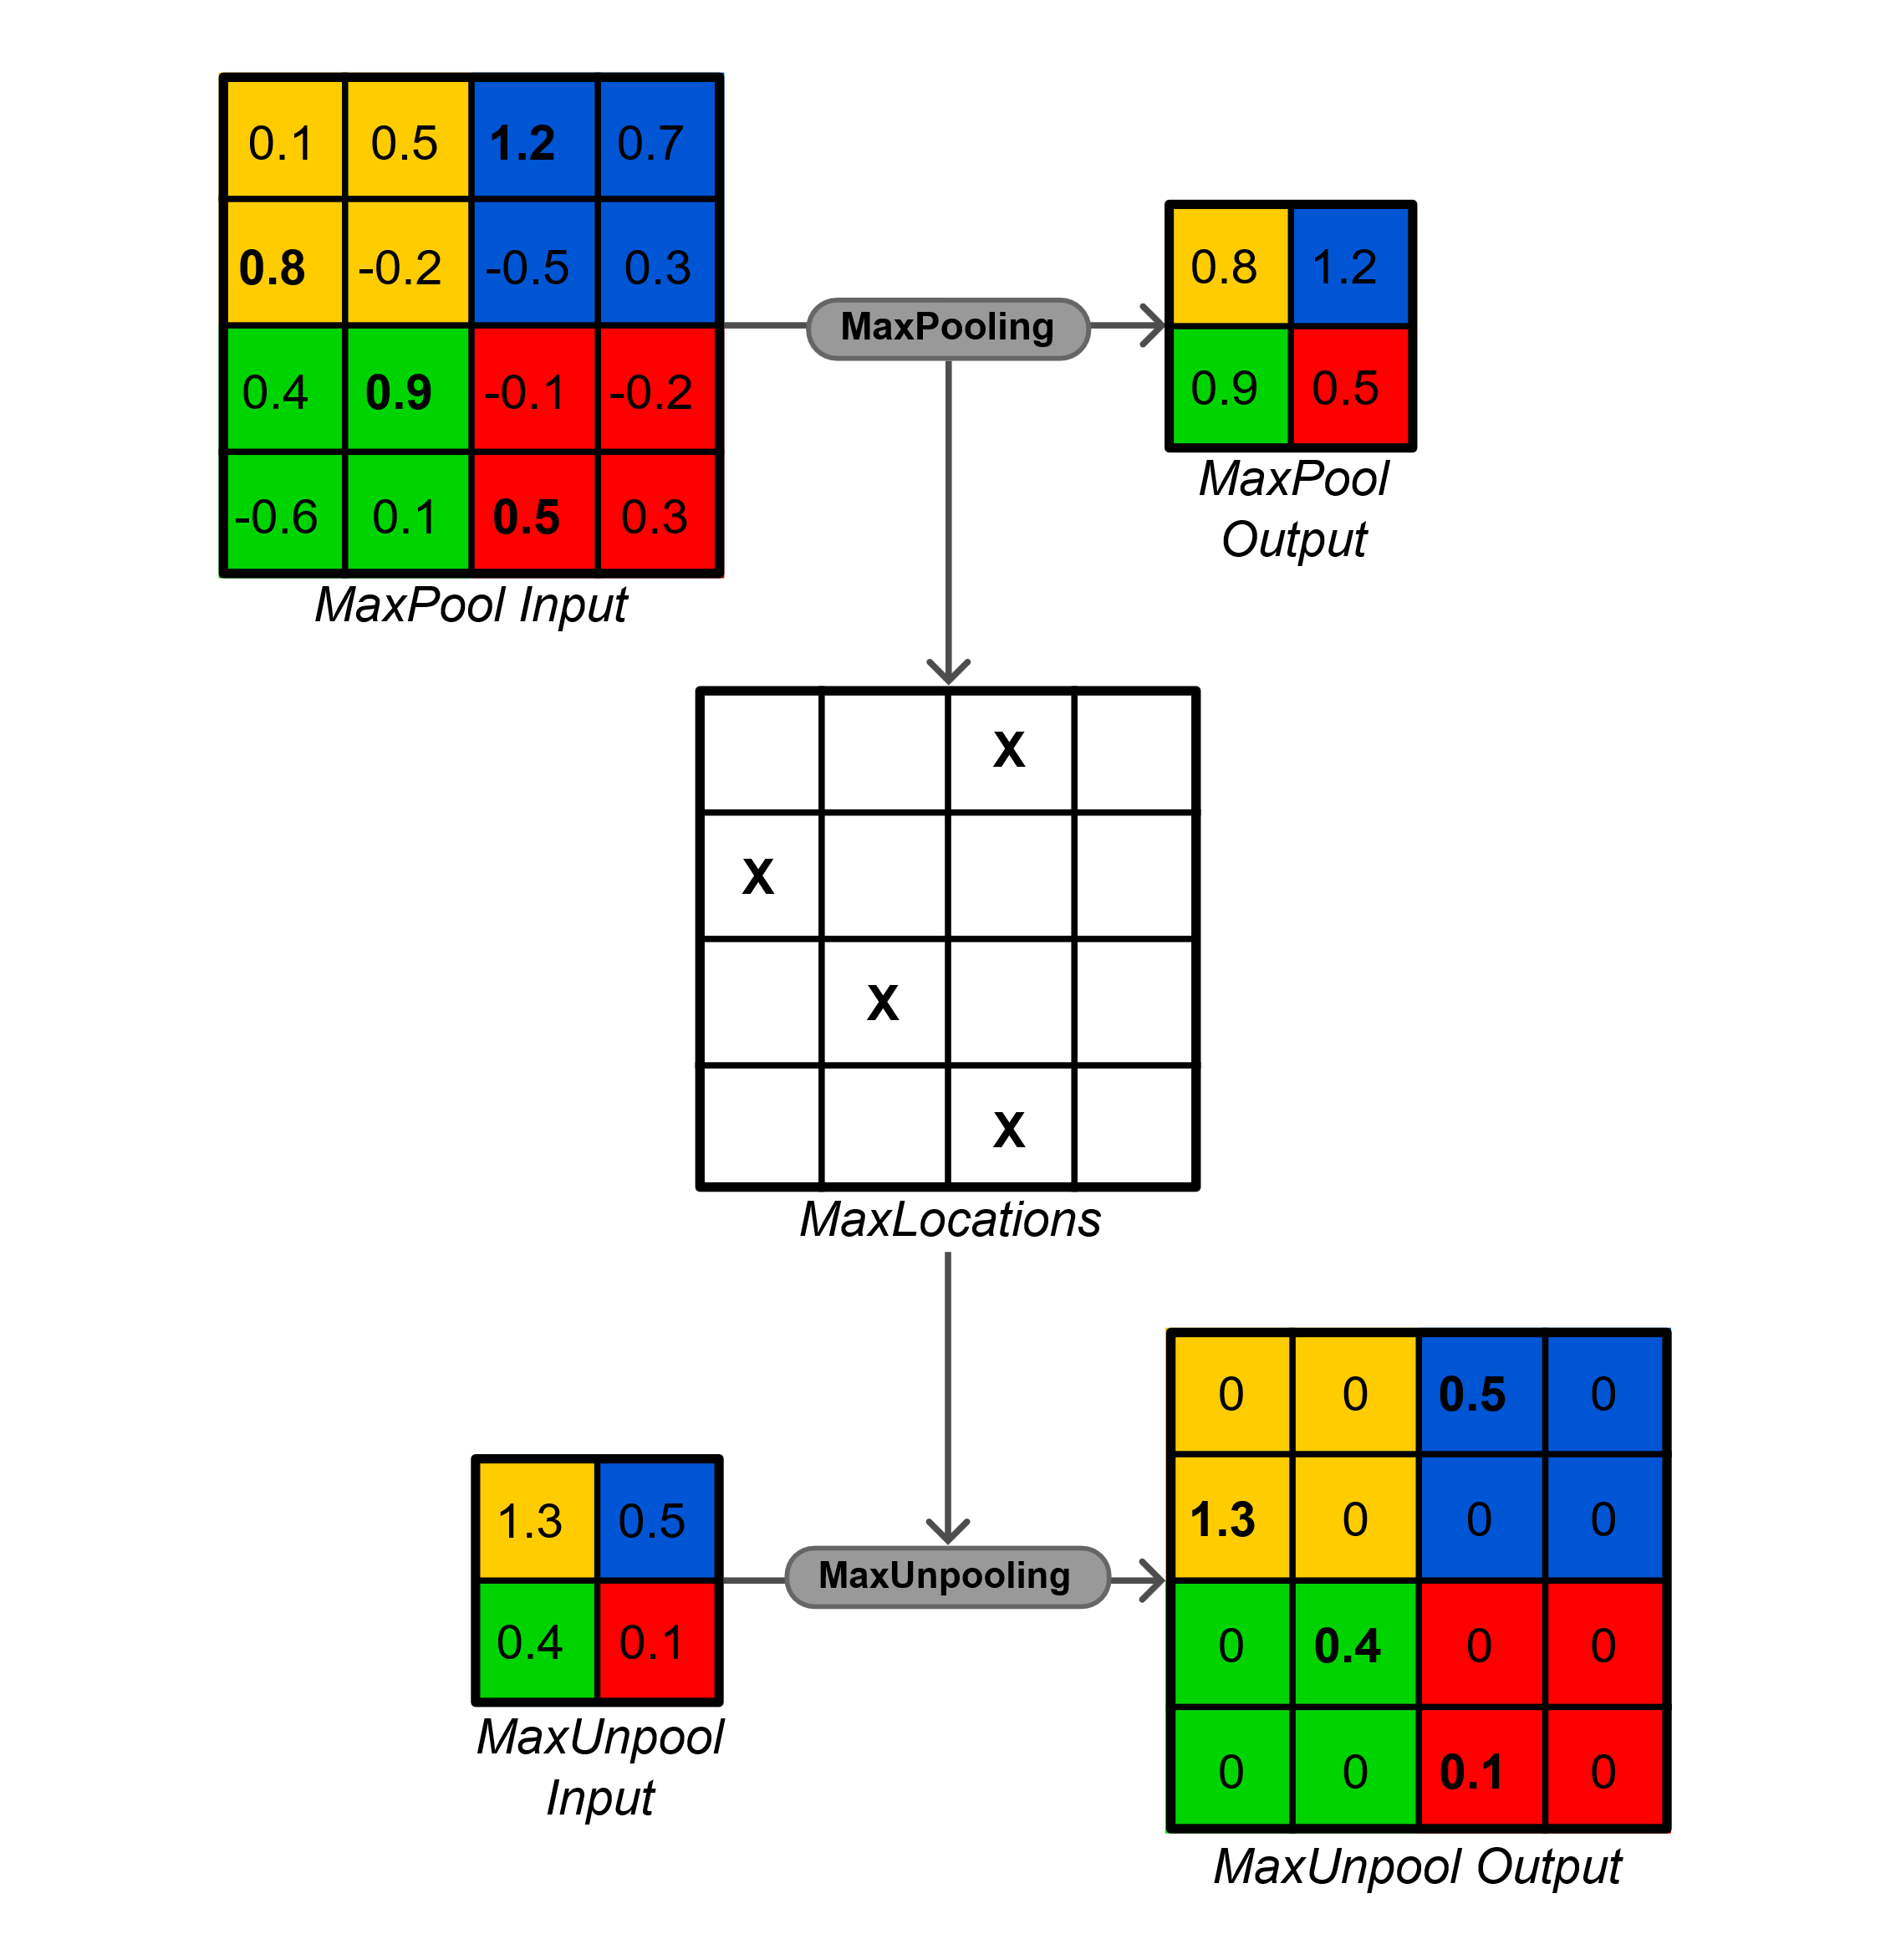 0.1 0.5 1.2 0.7
0.8 -0.2 -0.5 0.3
0.4 0.9 -0.1 -0.2
-0.6 0.1 0.5 0.3
MaxPool Input
MaxPooling
0.8 1.2
0.9 0.5
MaxPool
Output
X
X
X
X
MaxLocations
1.3 0.5
0.4 0.1
MaxUnpool
Input
MaxUnpooling
0 0 0.5 0
1.3 0 0 0
0 0.4 0 0
0 0 0.1 0
MaxUnpool Output